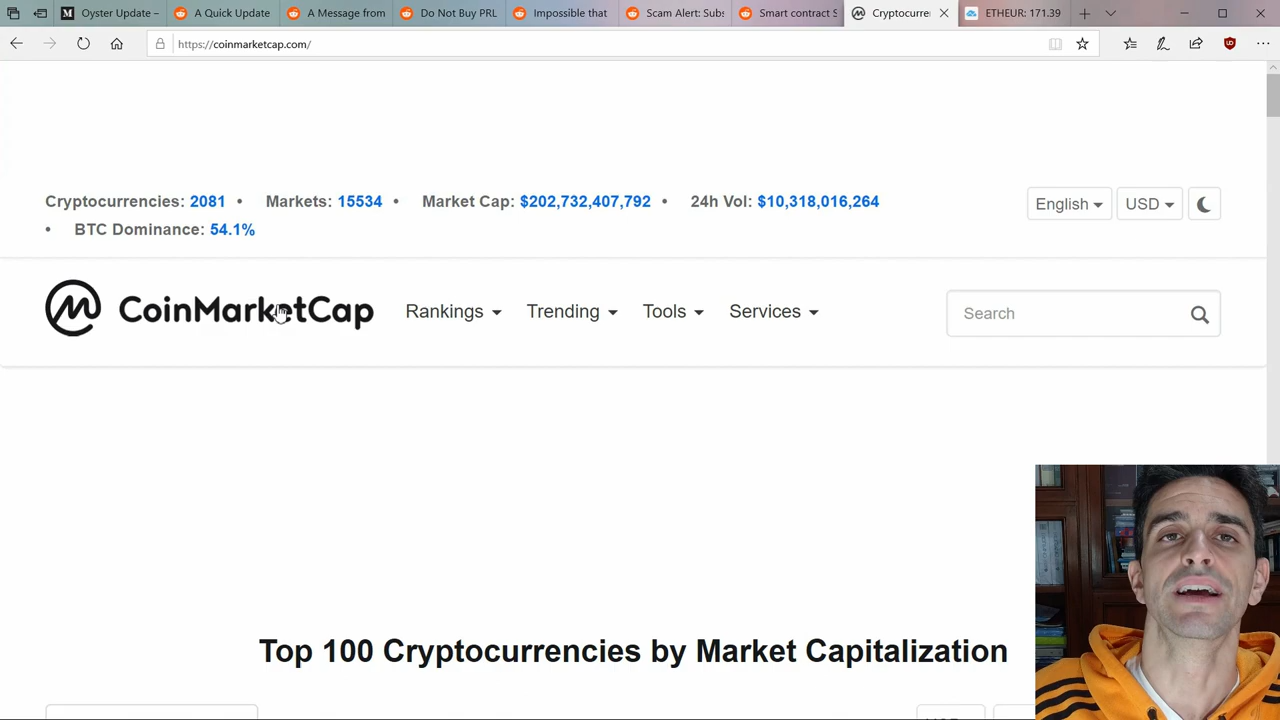 Oyster Update –
A Quick Update
A Message from
Do Not Buy PRL
Impossible that
Scam Alert: Subs
Smart contract S
Cryptocurre
ETHEUR: 171.39
https://coinmarketcap.com/
Cryptocurrencies: 2081 • Markets: 15534 • Market Cap: $202,732,407,792 • 24h Vol: $10,318,016,264
• BTC Dominance: 54.1%
English
USD
CoinMarketCap
Rankings
Trending
Tools
Services
Search
Top 100 Cryptocurrencies by Market Capitalization